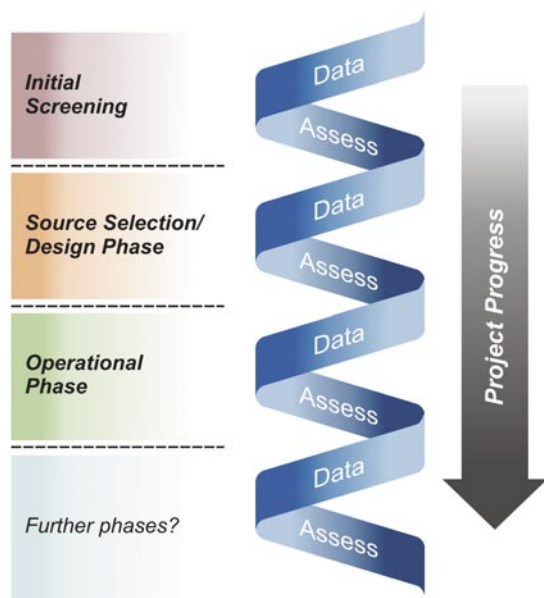 Initial
Screening
Data
Assess
Source Selection/
Design Phase
Data
Assess
Operational
Phase
Data
Assess
Further phases?
Data
Assess
Project Progress